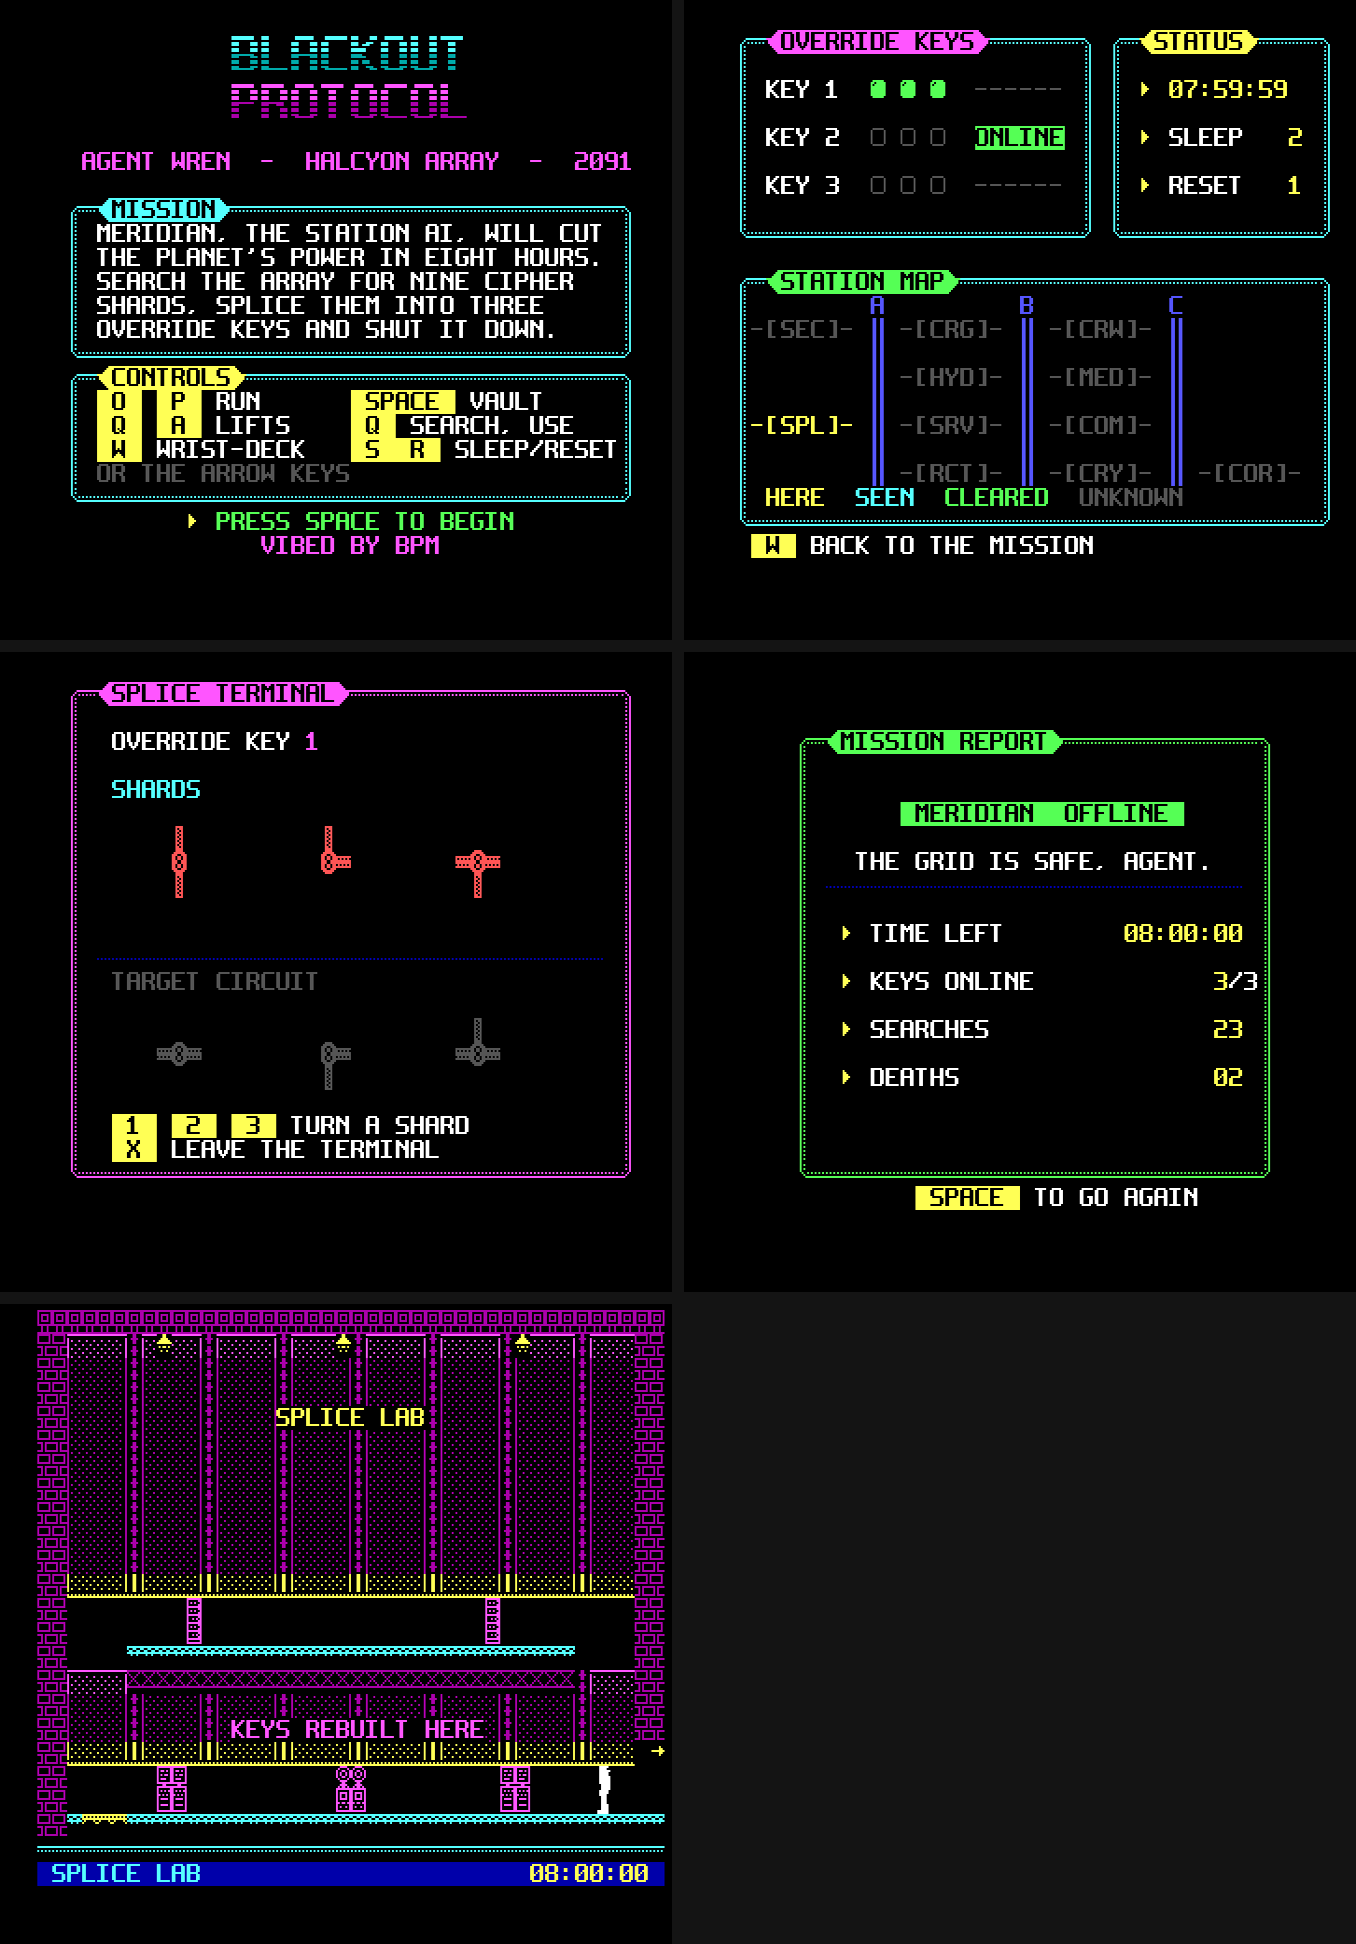 BLACKOUT
PROTOCOL
AGENT WREN - HALCYON ARRAY - 2091
MISSION
MERIDIAN, THE STATION AI, WILL CUT
THE PLANET'S POWER IN EIGHT HOURS.
SEARCH THE ARRAY FOR NINE CIPHER
SHARDS, SPLICE THEM INTO THREE
OVERRIDE KEYS AND SHUT IT DOWN.
CONTROLS
O P RUN SPACE VAULT
Q A LIFTS Q SEARCH, USE
W WRIST-DECK S R SLEEP/RESET
OR THE ARROW KEYS
PRESS SPACE TO BEGIN
VIBED BY BPM
OVERRIDE KEYS
KEY 1 ------
KEY 2 ONLINE
KEY 3 ------
STATUS
07:59:59
SLEEP 2
RESET 1
STATION MAP
A B C
-[SEC]- -[CRG]- -[CRW]-
-[HYD]- -[MED]-
-[SPL]- -[SRV]- -[COM]-
-[RCT]- -[CRY]- -[COR]-
HERE SEEN CLEARED UNKNOWN
W BACK TO THE MISSION
SPLICE TERMINAL
OVERRIDE KEY 1
SHARDS
TARGET CIRCUIT
1 2 3 TURN A SHARD
X LEAVE THE TERMINAL
MISSION REPORT
MERIDIAN OFFLINE
THE GRID IS SAFE, AGENT.
TIME LEFT 08:00:00
KEYS ONLINE 3/3
SEARCHES 23
DEATHS 02
SPACE TO GO AGAIN
SPLICE LAB
KEYS REBUILT HERE
SPLICE LAB 08:00:00